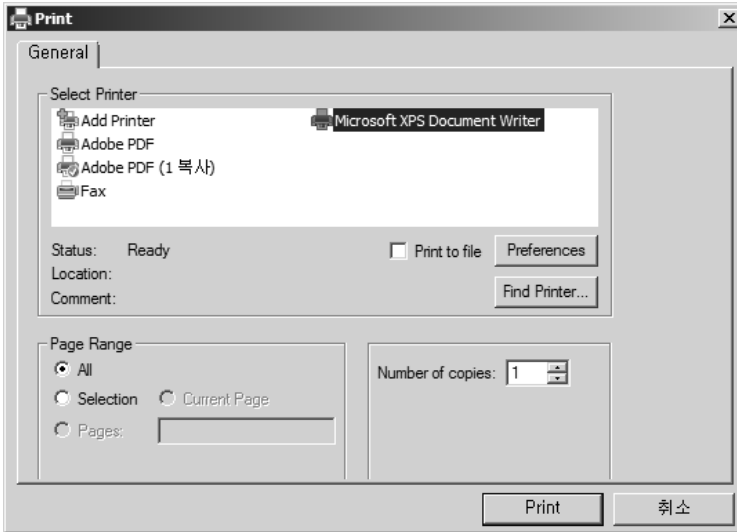 Print
General
Select Printer
Add Printer
Microsoft XPS Document Writer
Adobe PDF
Adobe PDF (1 복사)
Fax
Status: Ready
Print to file
Preferences
Location:
Comment:
Find Printer...
Page Range
All
Number of copies: 1
Selection
Current Page
Pages:
Print
취소